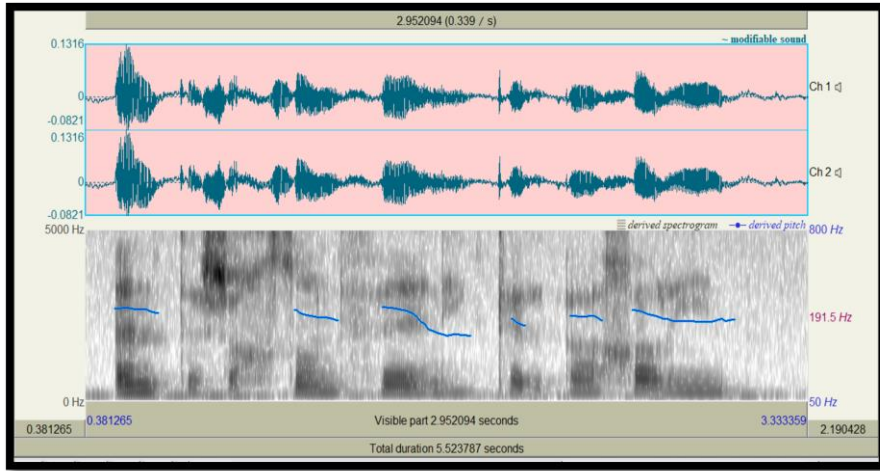 2.952094 (0.339 / s)
~ modifiable sound
0.1316
0
-0.0821
Ch 1
0.1316
0
-0.0821
Ch 2
derived spectrogram derived pitch
5000 Hz
800 Hz
191.5 Hz
0 Hz
50 Hz
0.381265
0.381265 Visible part 2.952094 seconds 3.333359
2.190428
Total duration 5.523787 seconds